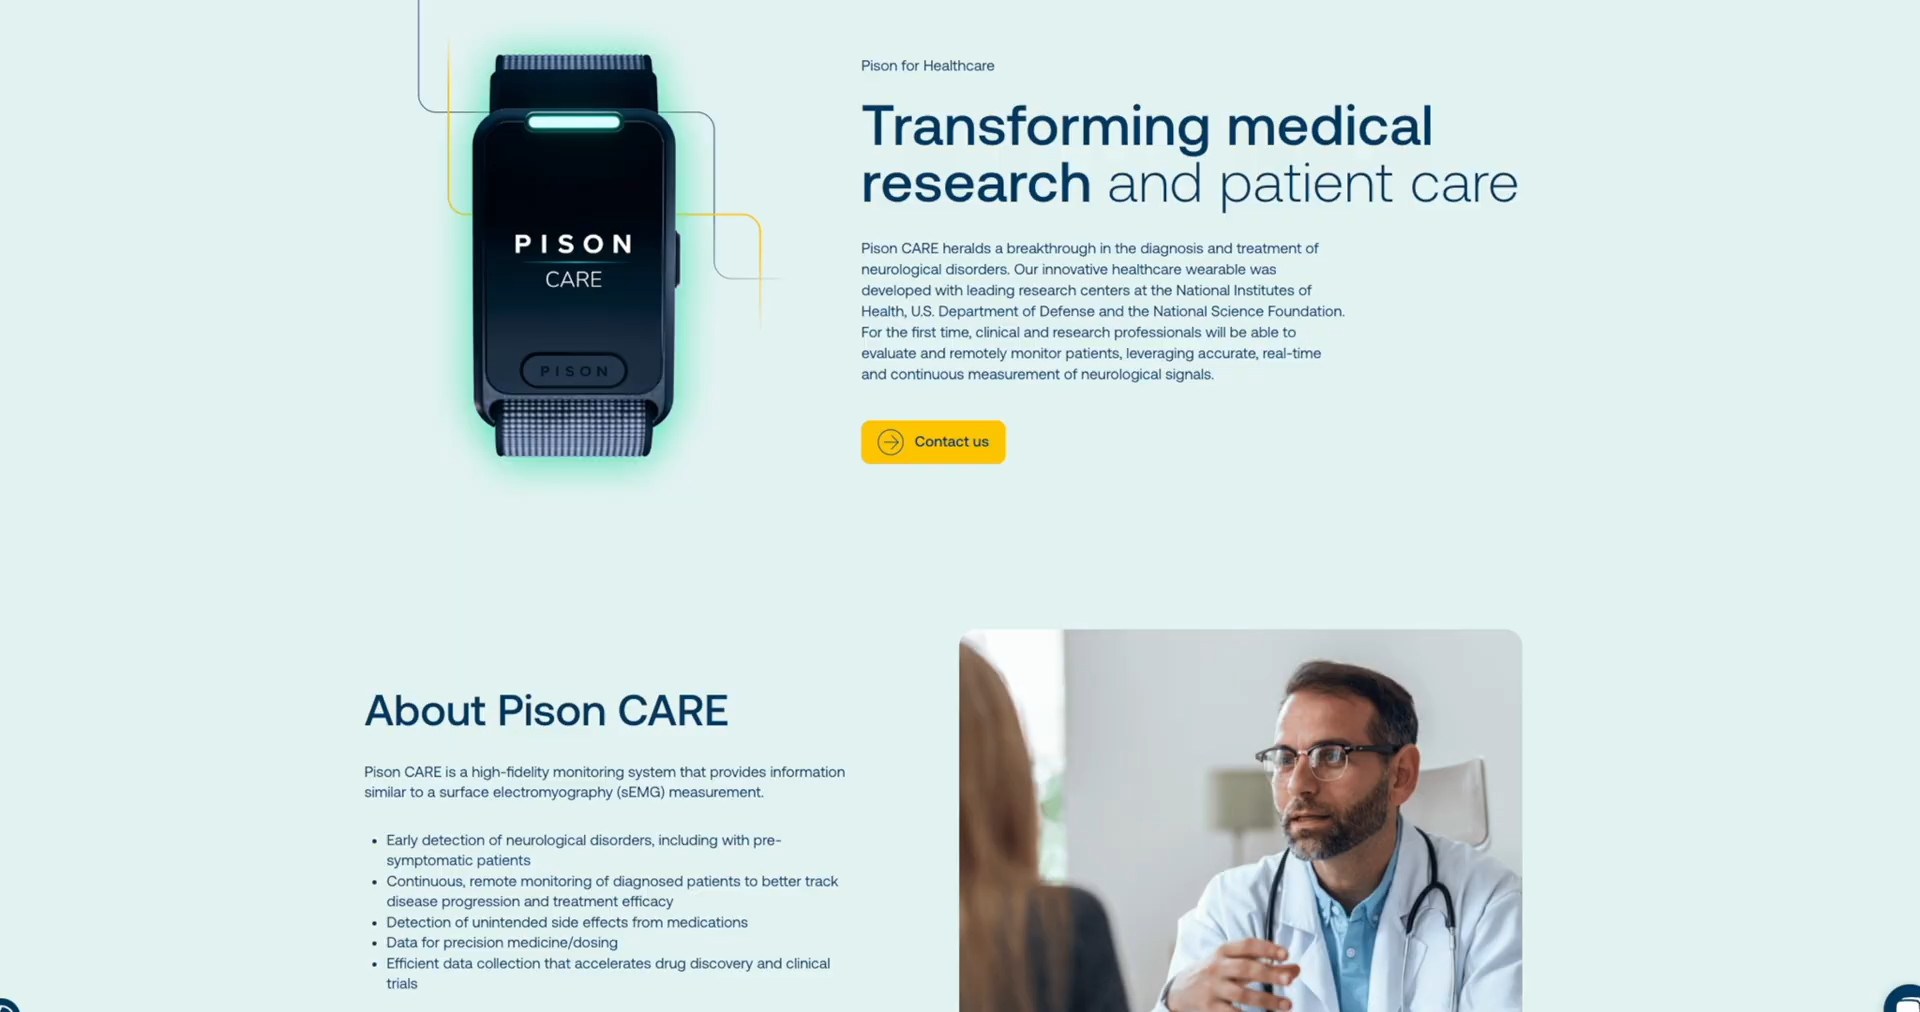 PISON
CARE
PISON
Pison for Healthcare
Transforming medical
research and patient care
Pison CARE heralds a breakthrough in the diagnosis and treatment of
neurological disorders. Our innovative healthcare wearable was
developed with leading research centers at the National Institutes of
Health, U.S. Department of Defense and the National Science Foundation.
For the first time, clinical and research professionals will be able to
evaluate and remotely monitor patients, leveraging accurate, real-time
and continuous measurement of neurological signals.
Contact us
About Pison CARE
Pison CARE is a high-fidelity monitoring system that provides information
similar to a surface electromyography (sEMG) measurement.
• Early detection of neurological disorders, including with pre-
symptomatic patients
• Continuous, remote monitoring of diagnosed patients to better track
disease progression and treatment efficacy
• Detection of unintended side effects from medications
• Data for precision medicine/dosing
• Efficient data collection that accelerates drug discovery and clinical
trials